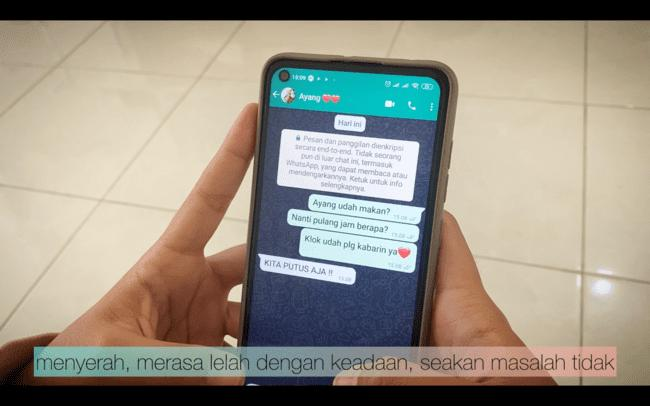 15:09
Ayang ❤️❤️
Hari ini
🔒 Pesan dan panggilan dienkripsi
secara end-to-end. Tidak seorang
pun di luar chat ini, termasuk
WhatsApp, yang dapat membaca atau
mendengarkannya. Ketuk untuk info
selengkapnya.
Ayang udah makan? 15.08
Nanti pulang jam berapa? 15.08
Klok udah plg kabarin ya❤️ 15.08
KITA PUTUS AJA !! 15.08
menyerah, merasa lelah dengan keadaan, seakan masalah tidak